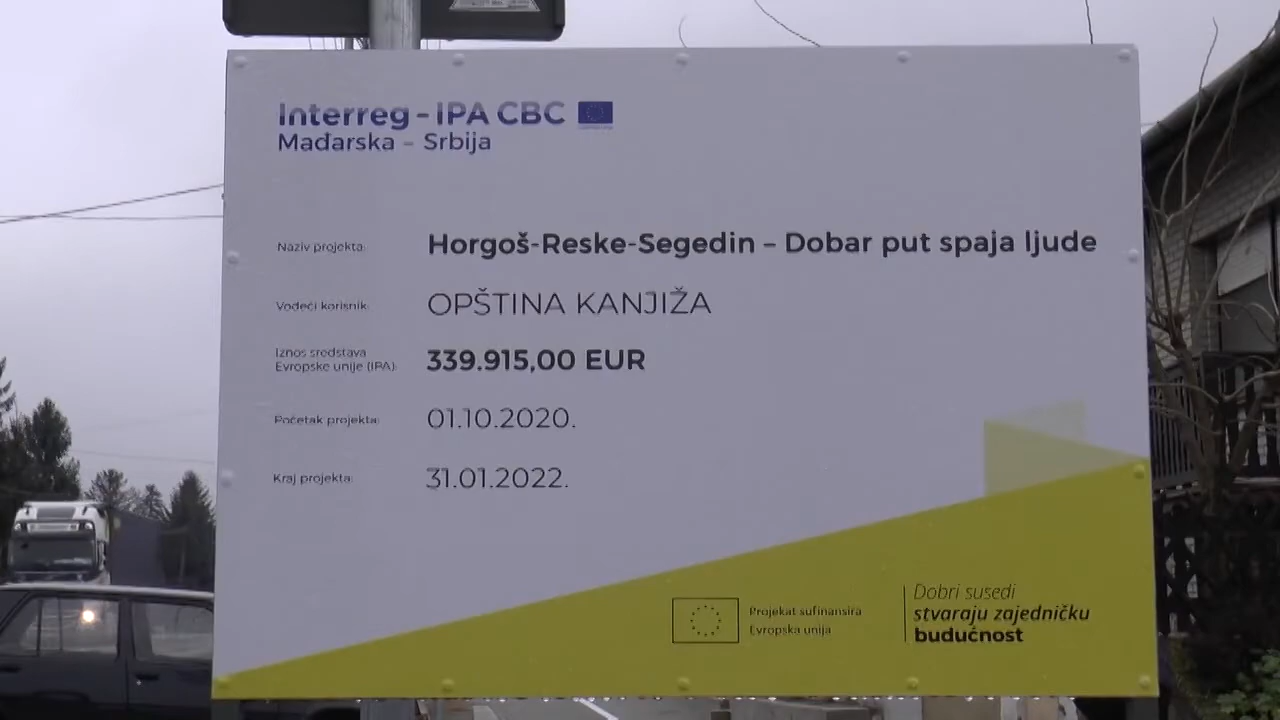 Interreg - IPA CBC
Mađarska – Srbija
Naziv projekta: Horgoš-Reske-Segedin – Dobar put spaja ljude
Vodeći korisnik: OPŠTINA KANJIŽA
Iznos sredstava
Evropske unije (IPA): 339.915,00 EUR
Početak projekta: 01.10.2020.
Kraj projekta: 31.01.2022.
Projekat sufinansira
Evropska unija
Dobri susedi
stvaraju zajedničku
budućnost